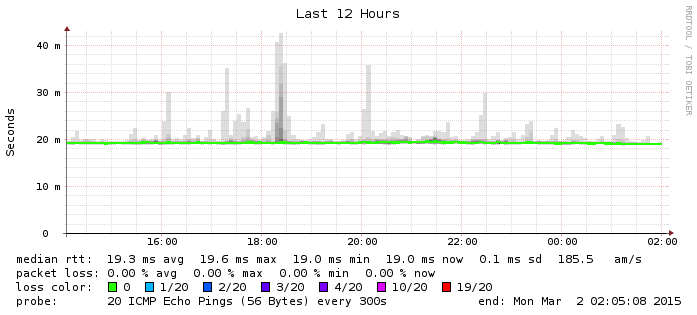 Last 12 Hours
RRDTOOL / TOBI OETIKER
Seconds
40 m
30 m
20 m
10 m
0
16:00 18:00 20:00 22:00 00:00 02:00
median rtt: 19.3 ms avg 19.6 ms max 19.0 ms min 19.0 ms now 0.1 ms sd 185.5 am/s
packet loss: 0.00 % avg 0.00 % max 0.00 % min 0.00 % now
loss color: 0 1/20 2/20 3/20 4/20 10/20 19/20
probe: 20 ICMP Echo Pings (56 Bytes) every 300s end: Mon Mar 2 02:05:08 2015